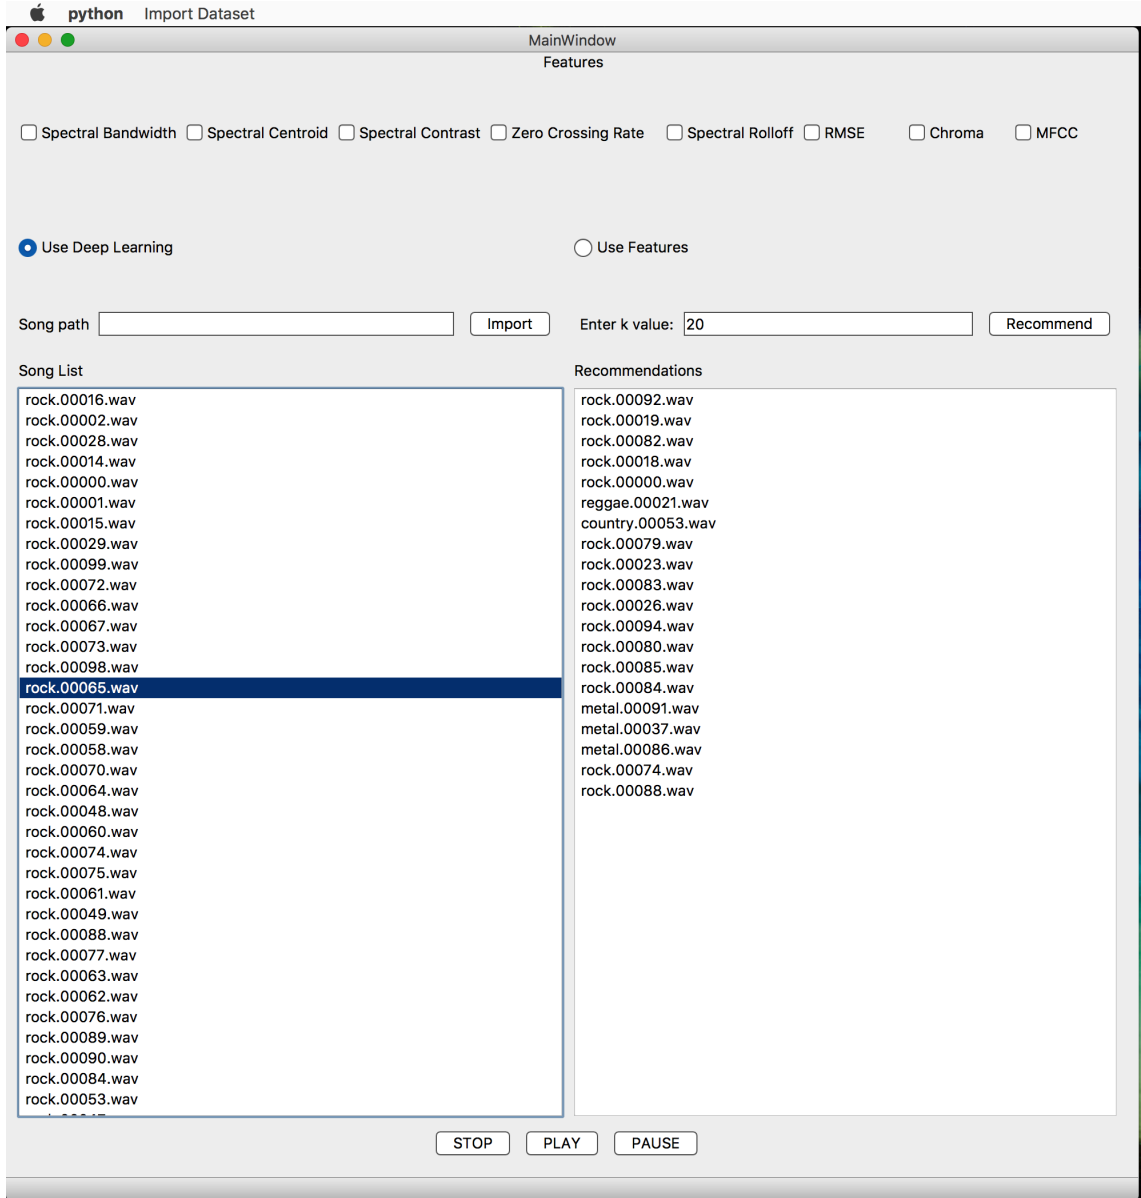 python Import Dataset
MainWindow
Features
Spectral Bandwidth Spectral Centroid Spectral Contrast Zero Crossing Rate Spectral Rolloff RMSE Chroma MFCC
Use Deep Learning Use Features
Song path Import Enter k value: 20 Recommend
Song List
rock.00016.wav
rock.00002.wav
rock.00028.wav
rock.00014.wav
rock.00000.wav
rock.00001.wav
rock.00015.wav
rock.00029.wav
rock.00099.wav
rock.00072.wav
rock.00066.wav
rock.00067.wav
rock.00073.wav
rock.00098.wav
rock.00065.wav
rock.00071.wav
rock.00059.wav
rock.00058.wav
rock.00070.wav
rock.00064.wav
rock.00048.wav
rock.00060.wav
rock.00074.wav
rock.00075.wav
rock.00061.wav
rock.00049.wav
rock.00088.wav
rock.00077.wav
rock.00063.wav
rock.00062.wav
rock.00076.wav
rock.00089.wav
rock.00090.wav
rock.00084.wav
rock.00053.wav
Recommendations
rock.00092.wav
rock.00019.wav
rock.00082.wav
rock.00018.wav
rock.00000.wav
reggae.00021.wav
country.00053.wav
rock.00079.wav
rock.00023.wav
rock.00083.wav
rock.00026.wav
rock.00094.wav
rock.00080.wav
rock.00085.wav
rock.00084.wav
metal.00091.wav
metal.00037.wav
metal.00086.wav
rock.00074.wav
rock.00088.wav
STOP PLAY PAUSE